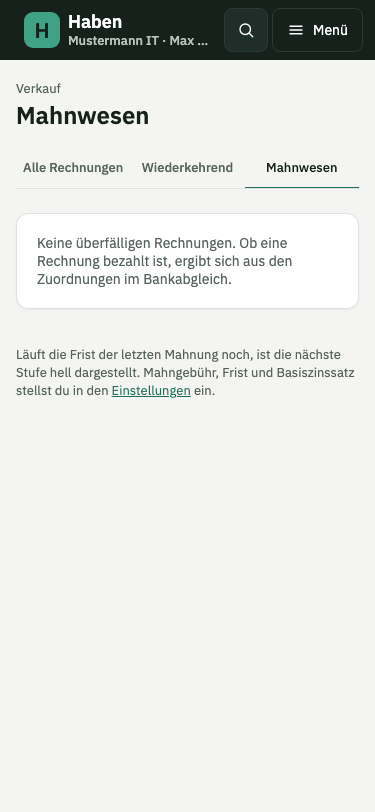 H
Haben
Mustermann IT · Max ...
Menü
Verkauf
Mahnwesen
Alle Rechnungen
Wiederkehrend
Mahnwesen
Keine überfälligen Rechnungen. Ob eine
Rechnung bezahlt ist, ergibt sich aus den
Zuordnungen im Bankabgleich.
Läuft die Frist der letzten Mahnung noch, ist die nächste
Stufe hell dargestellt. Mahngebühr, Frist und Basiszinssatz
stellst du in den Einstellungen ein.